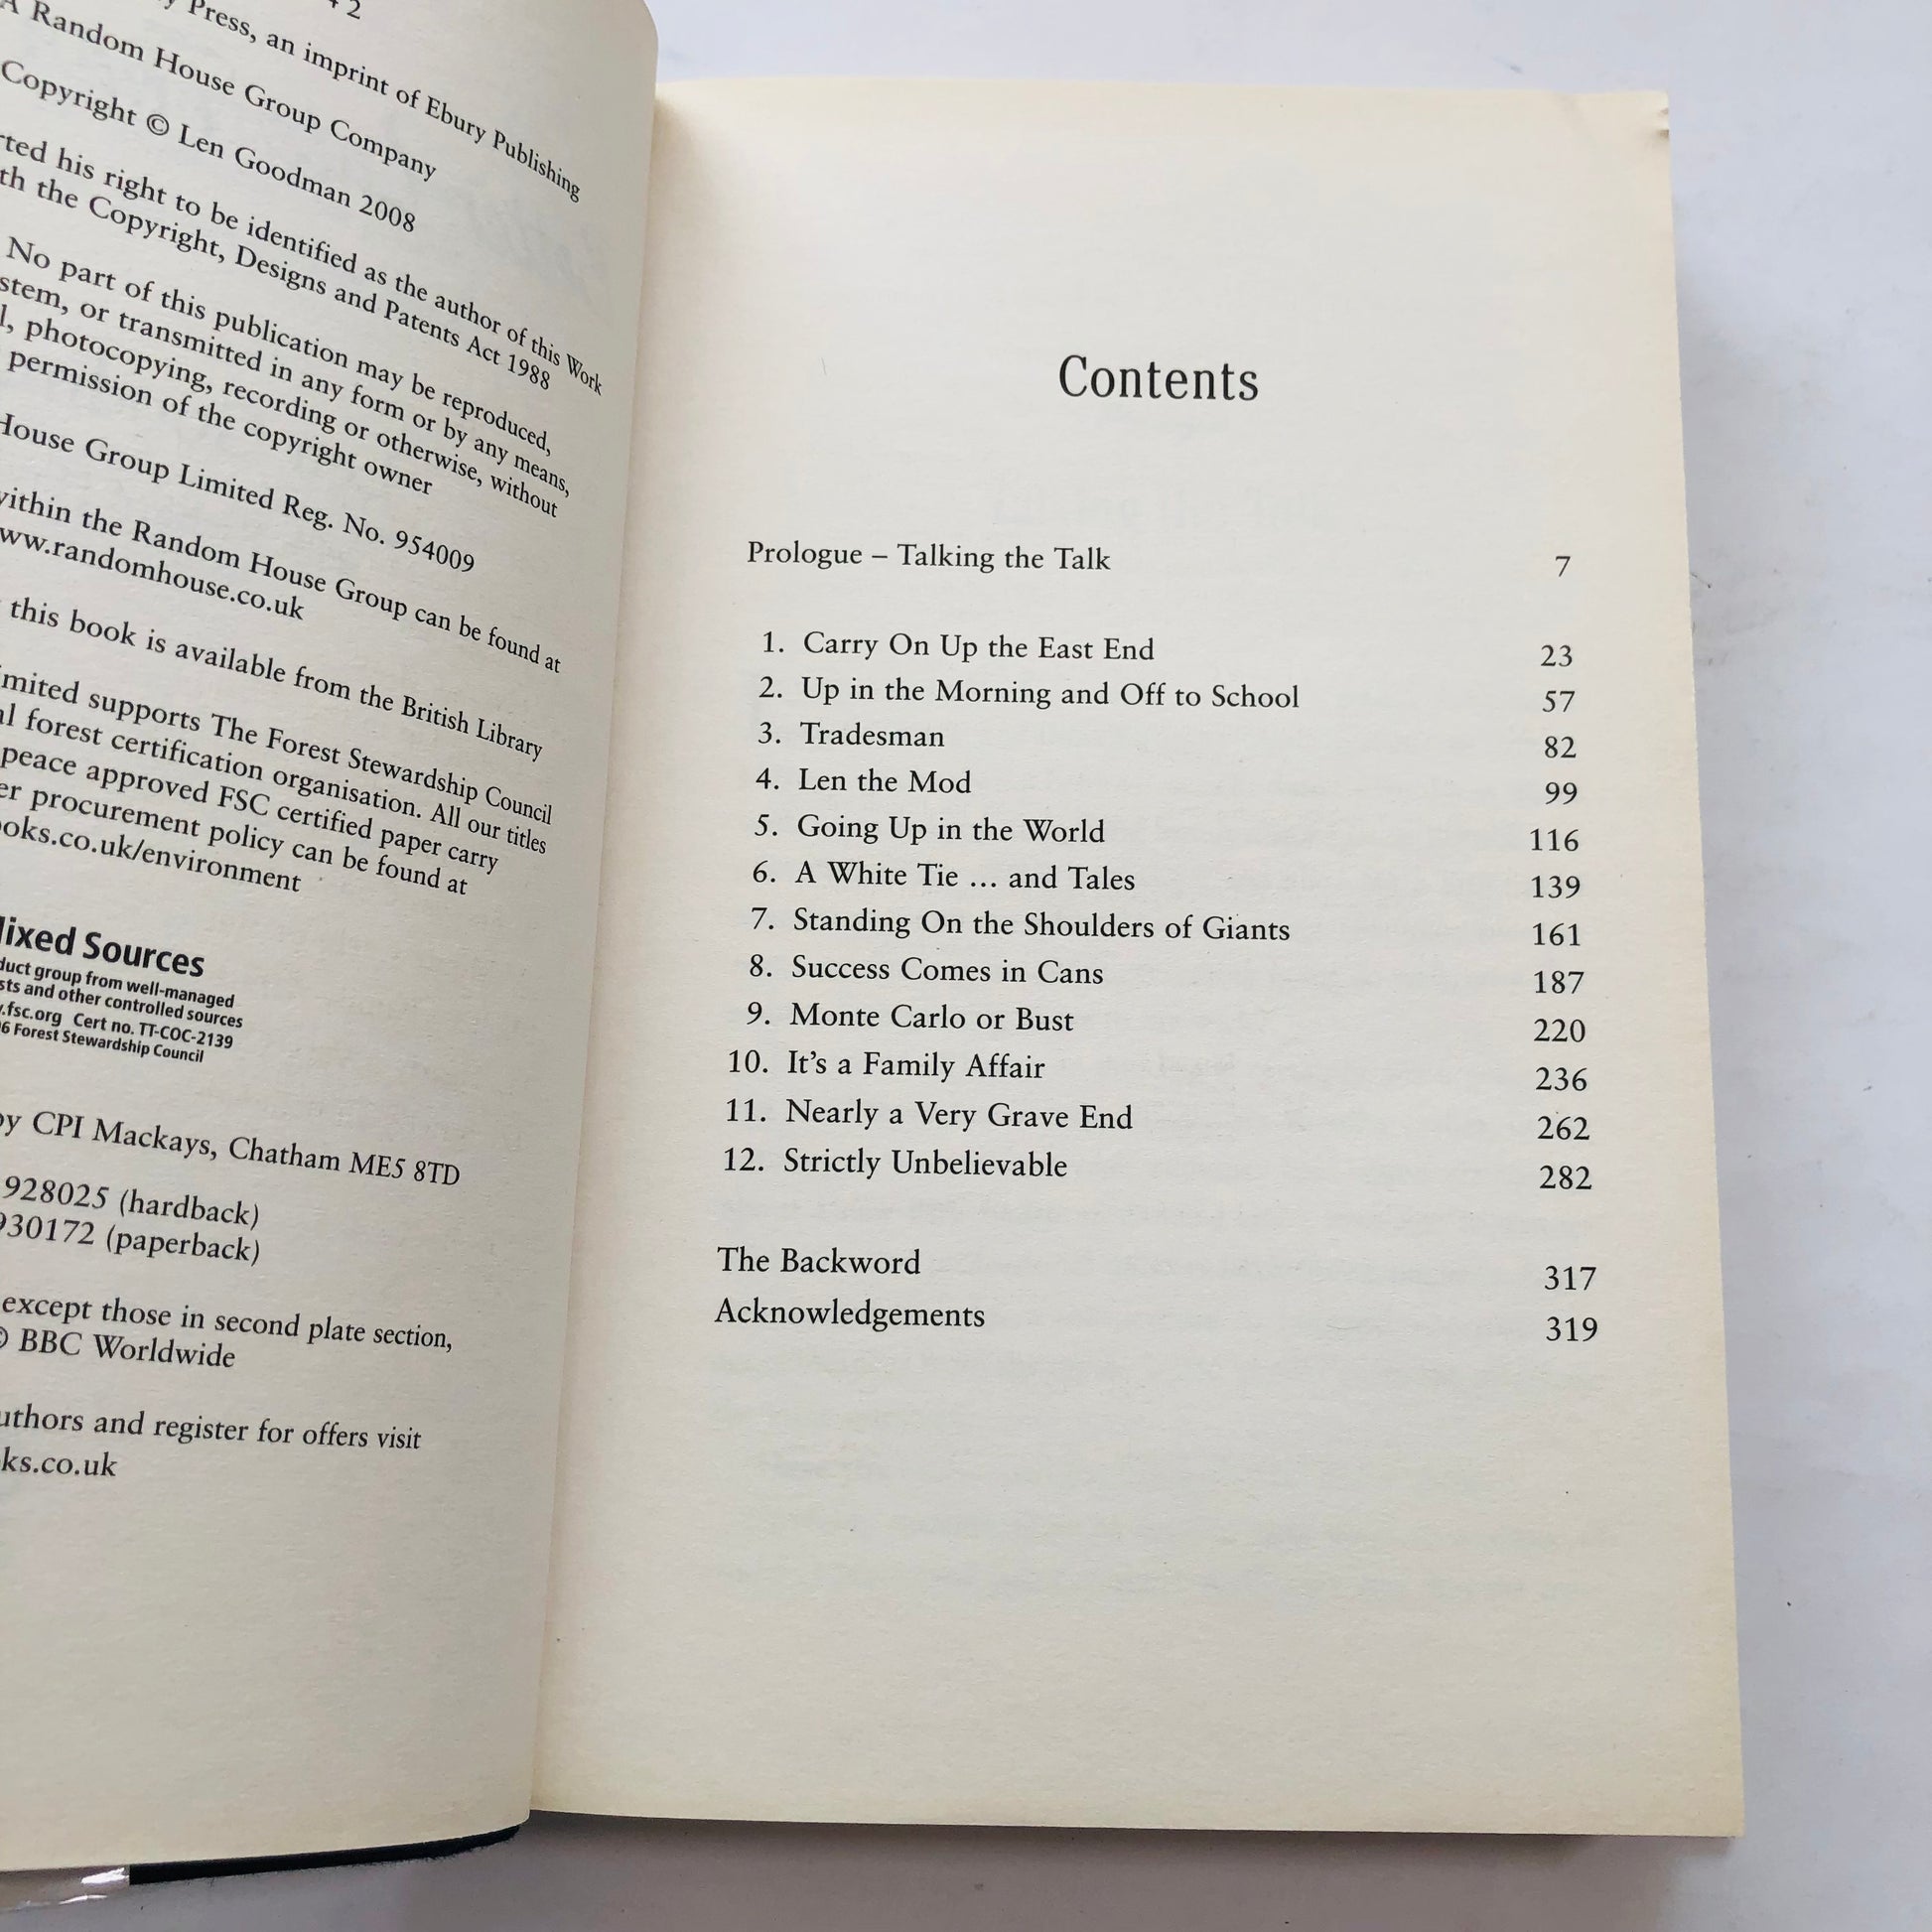 + 2
Press, an imprint of Ebury Publishing
A Random House Group Company
Copyright © Len Goodman 2008
his right to be identified as the author of this Work
the Copyright, Designs and Patents Act 1988
No part of this publication may be reproduced,
or transmitted in any form or by any means,
photocopying, recording or otherwise, without
permission of the copyright owner
House Group Limited Reg. No. 954009
within the Random House Group can be found at
www.randomhouse.co.uk
this book is available from the British Library
supports The Forest Stewardship Council
forest certification organisation. All our titles
approved FSC certified paper carry
procurement policy can be found at
oks.co.uk/environment
Mixed Sources
group from well-managed
and other controlled sources
.fsc.org Cert no. TT-COC-2139
6 Forest Stewardship Council
by CPI Mackays, Chatham ME5 8TD
928025 (hardback)
930172 (paperback)
except those in second plate section,
© BBC Worldwide
authors and register for offers visit
ks.co.uk
Contents
Prologue – Talking the Talk 7
1. Carry On Up the East End 23
2. Up in the Morning and Off to School 57
3. Tradesman 82
4. Len the Mod 99
5. Going Up in the World 116
6. A White Tie ... and Tales 139
7. Standing On the Shoulders of Giants 161
8. Success Comes in Cans 187
9. Monte Carlo or Bust 220
10. It's a Family Affair 236
11. Nearly a Very Grave End 262
12. Strictly Unbelievable 282
The Backword 317
Acknowledgements 319